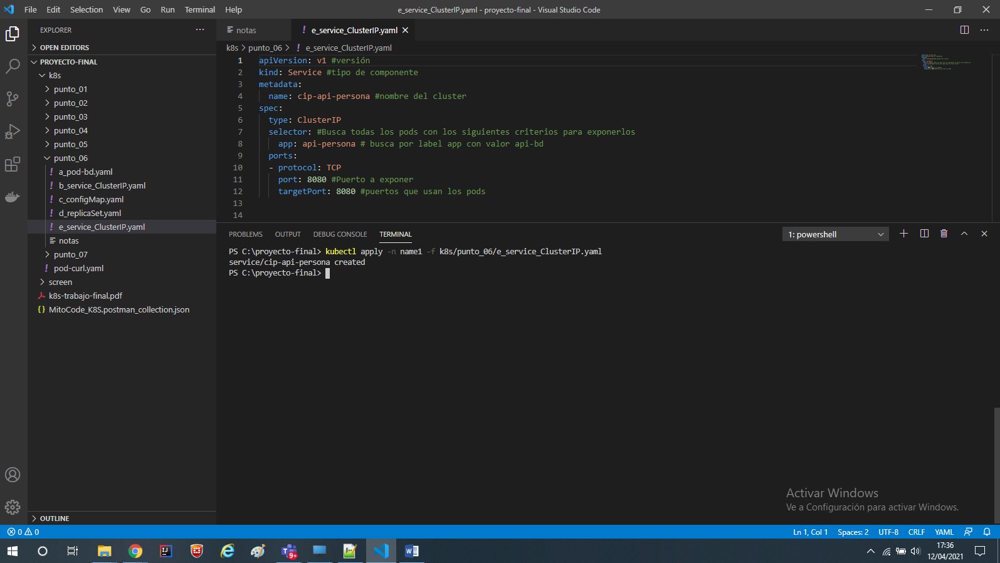 File Edit Selection View Go Run Terminal Help
e_service_ClusterIP.yaml - proyecto-final - Visual Studio Code
EXPLORER
OPEN EDITORS
PROYECTO-FINAL
k8s
punto_01
punto_02
punto_03
punto_04
punto_05
punto_06
! a_pod-bd.yaml
! b_service_ClusterIP.yaml
! c_configMap.yaml
! d_replicaSet.yaml
! e_service_ClusterIP.yaml
notas
punto_07
! pod-curl.yaml
screen
k8s-trabajo-final.pdf
{} MitoCode_K8S.postman_collection.json
OUTLINE
notas
! e_service_ClusterIP.yaml
k8s > punto_06 > ! e_service_ClusterIP.yaml
1 apiVersion: v1 #versión
2 kind: Service #tipo de componente
3 metadata:
4 name: cip-api-persona #nombre del cluster
5 spec:
6 type: ClusterIP
7 selector: #Busca todas los pods con los siguientes criterios para exponerlos
8 app: api-persona # busca por label app con valor api-bd
9 ports:
10 - protocol: TCP
11 port: 8080 #Puerto a exponer
12 targetPort: 8080 #puertos que usan los pods
13
14
PROBLEMS OUTPUT DEBUG CONSOLE TERMINAL
1: powershell
PS C:\proyecto-final> kubectl apply -n name1 -f k8s/punto_06/e_service_ClusterIP.yaml
service/cip-api-persona created
PS C:\proyecto-final>
Activar Windows
Ve a Configuración para activar Windows.
0 0
Ln 1, Col 1 Spaces: 2 UTF-8 CRLF YAML
9+
17:36
12/04/2021